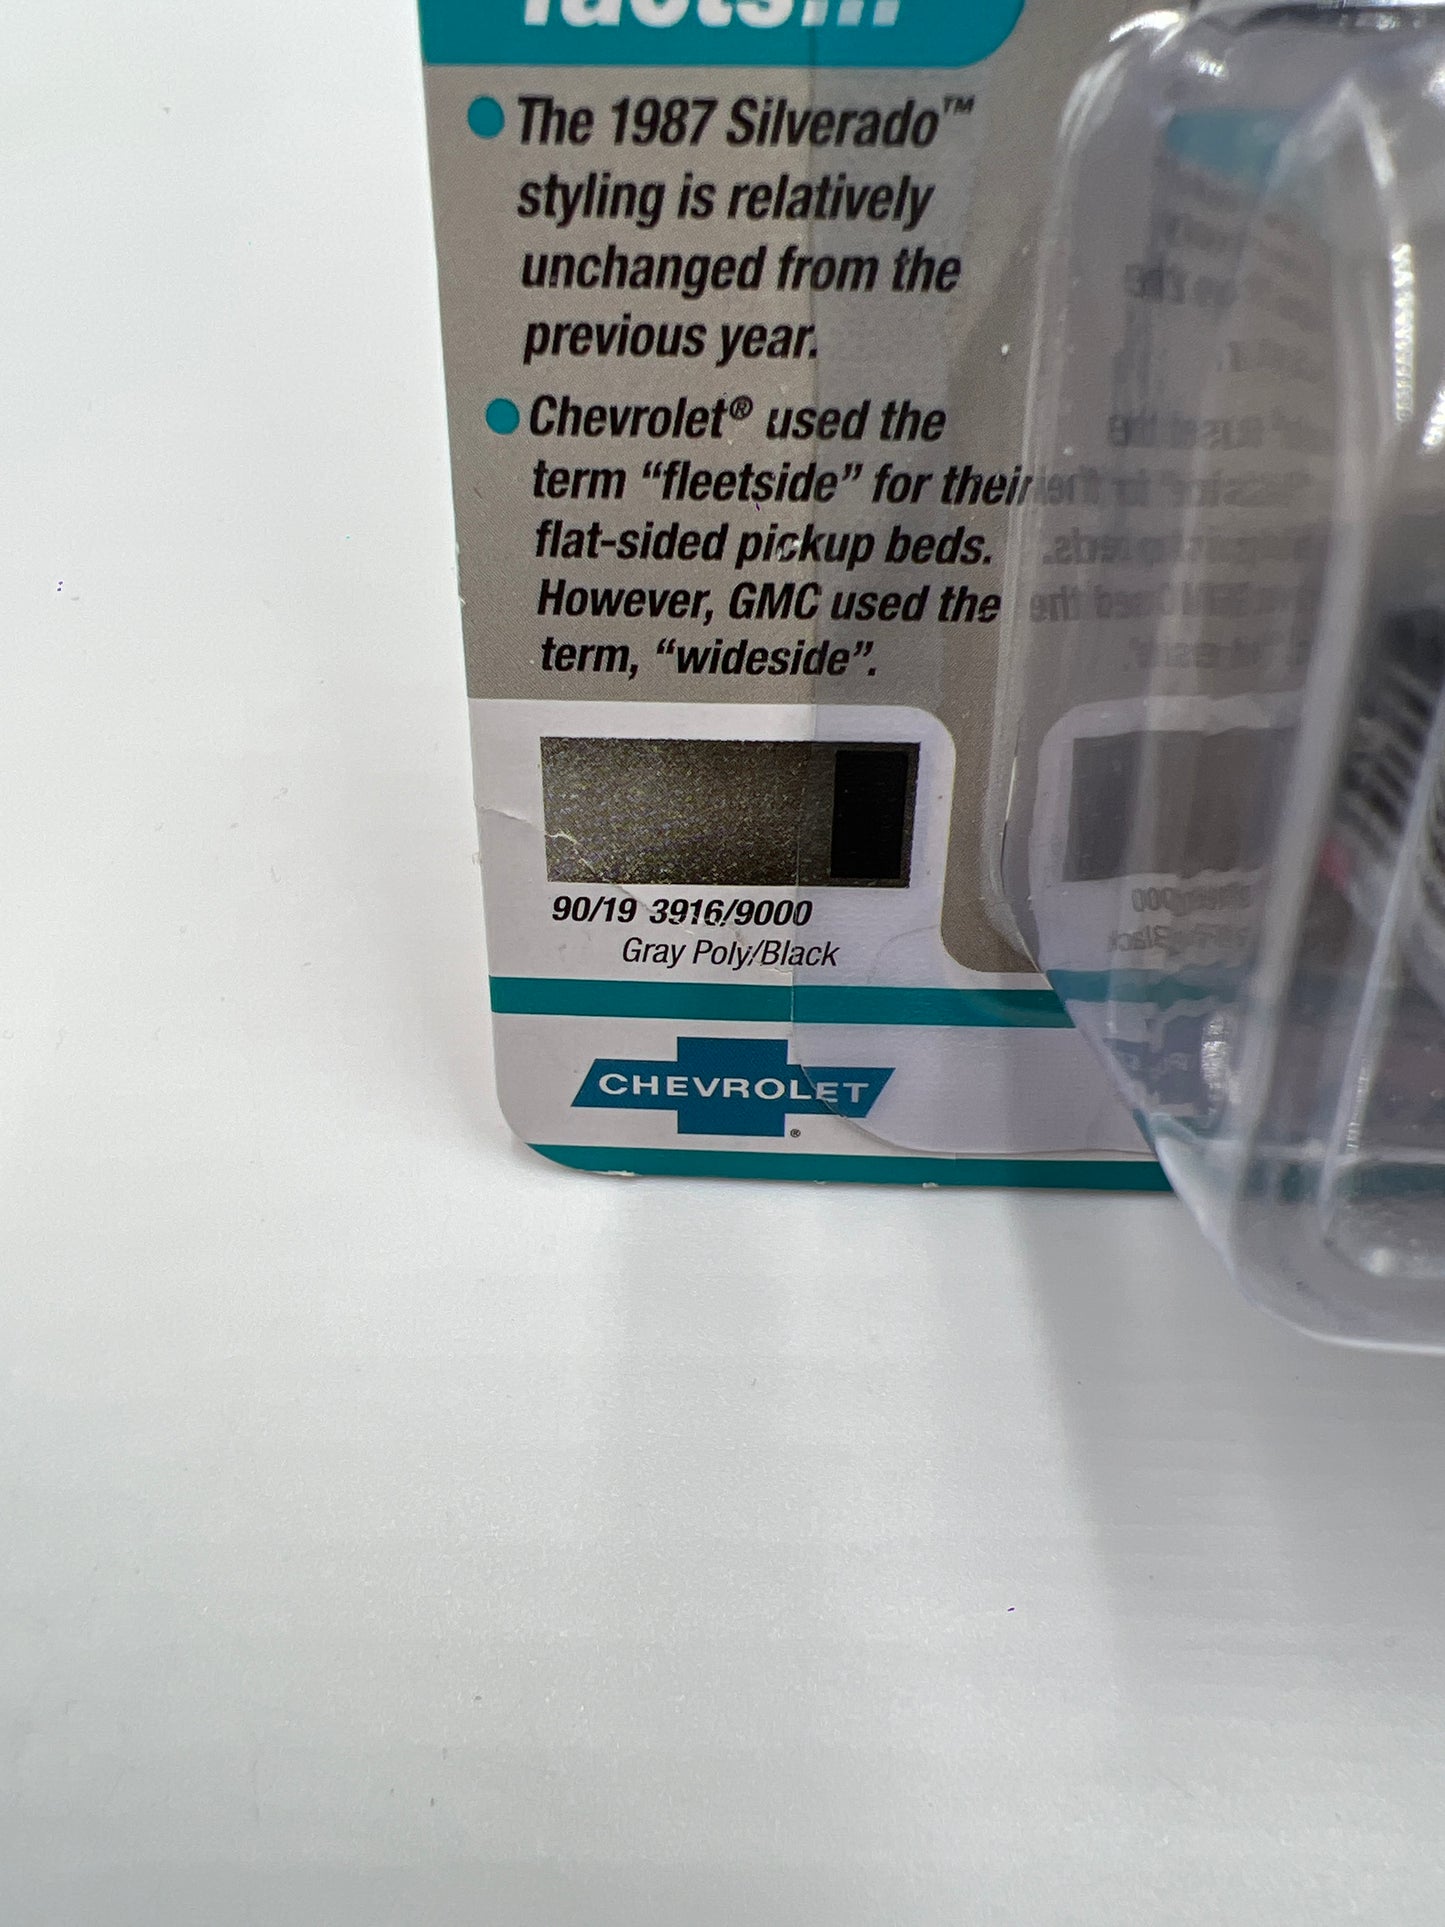 facts...
The 1987 Silverado™
styling is relatively
unchanged from the
previous year.
Chevrolet® used the
term “fleetside” for their
flat-sided pickup beds.
However, GMC used the
term, “wideside”.
90/19 3916/9000
Gray Poly/Black
CHEVROLET
®